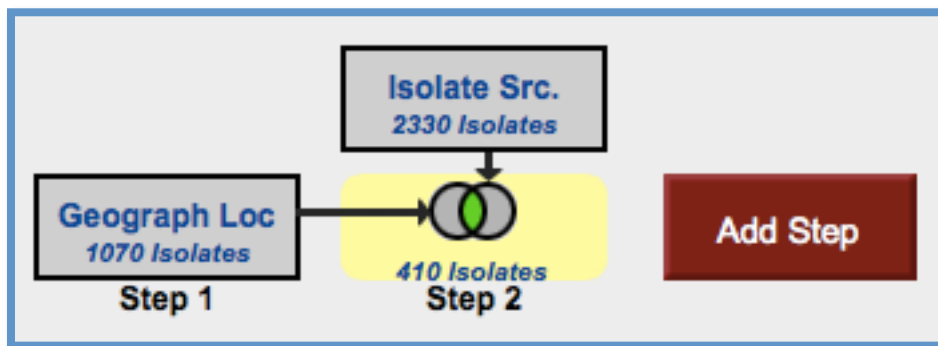 Isolate Src.
2330 Isolates
Geograph Loc
1070 Isolates
Step 1
410 Isolates
Step 2
Add Step